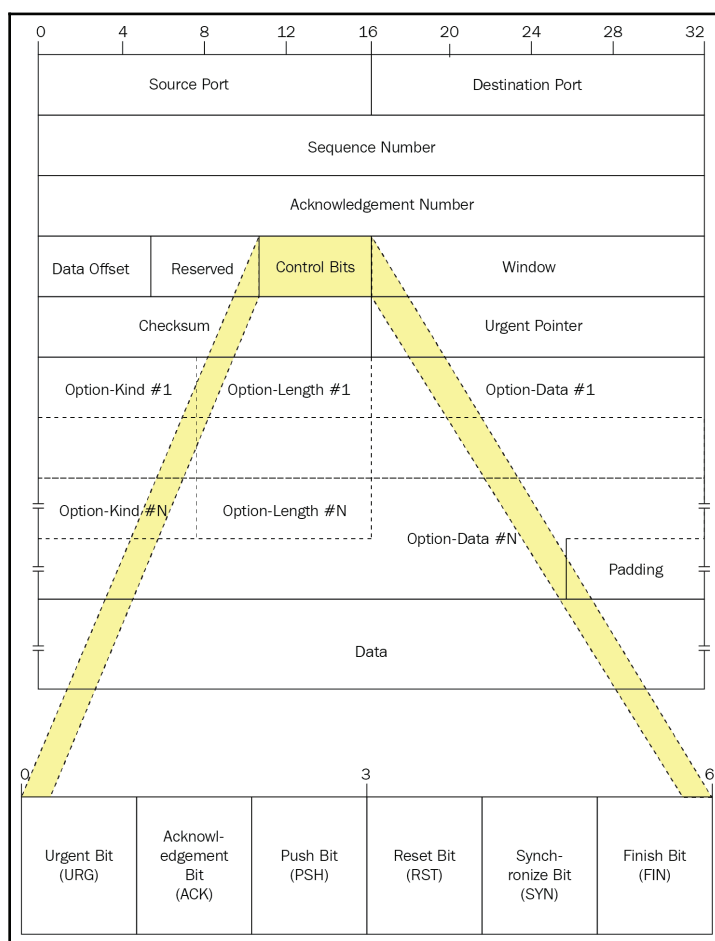 0 4 8 12 16 20 24 28 32
Source Port Destination Port
Sequence Number
Acknowledgement Number
Data Offset Reserved Control Bits Window
Checksum Urgent Pointer
Option-Kind #1 Option-Length #1 Option-Data #1
Option-Kind #N Option-Length #N
Option-Data #N
Padding
Data
0 3 6
Urgent Bit
(URG)
Acknowl-
edgement
Bit
(ACK)
Push Bit
(PSH)
Reset Bit
(RST)
Synch-
ronize Bit
(SYN)
Finish Bit
(FIN)